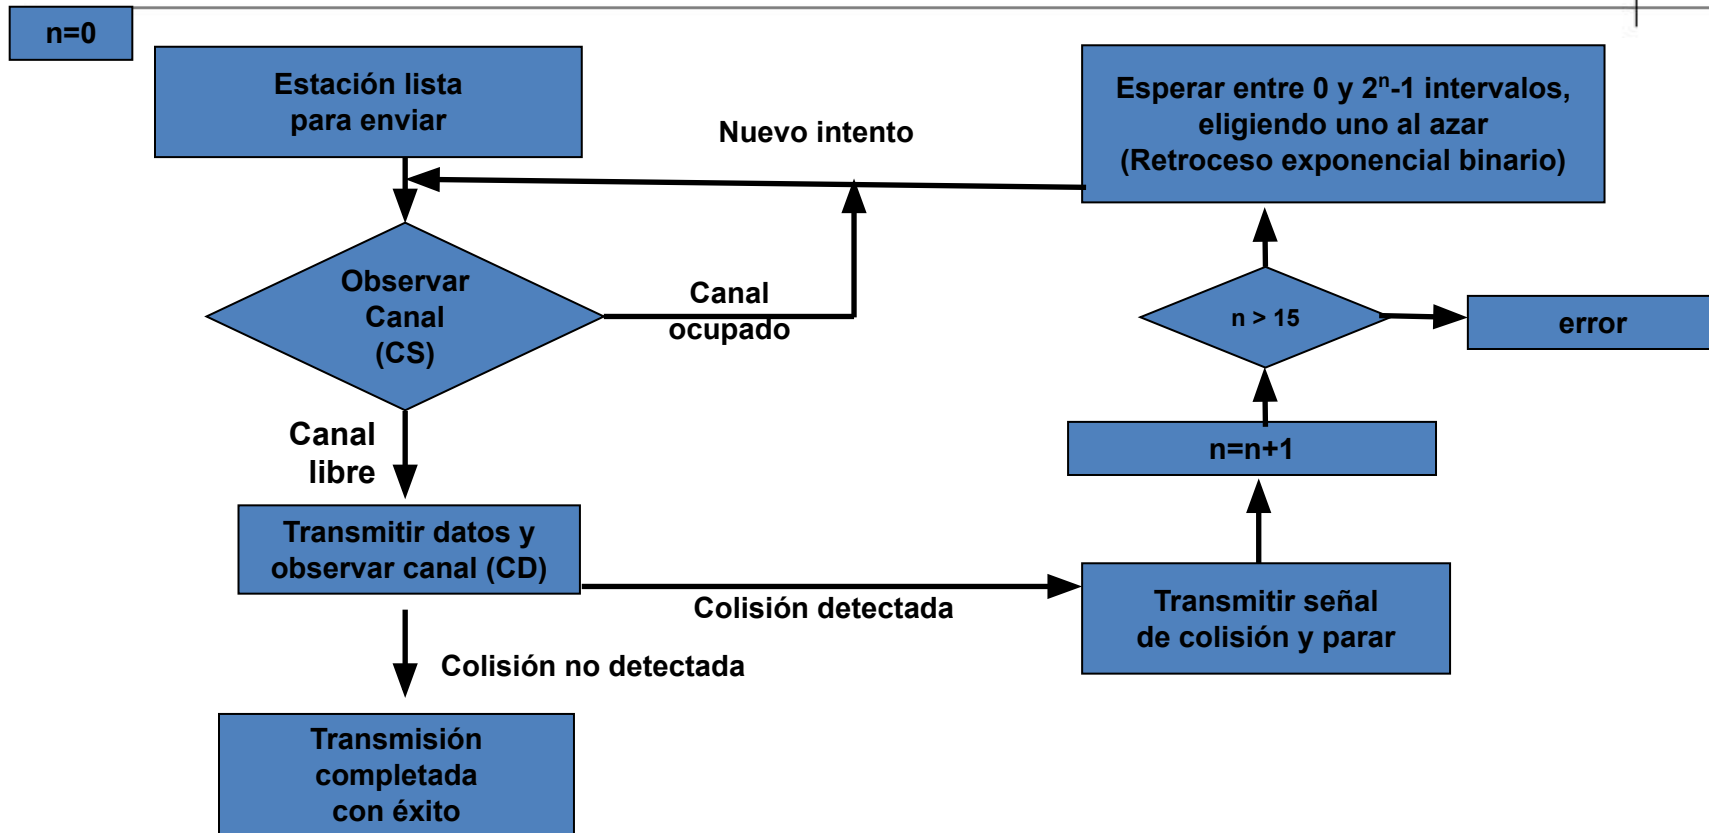 n=0
Estación lista
para enviar
Nuevo intento
Esperar entre 0 y 2ⁿ-1 intervalos,
eligiendo uno al azar
(Retroceso exponencial binario)
Observar
Canal
(CS)
Canal
ocupado
n > 15
error
Canal
libre
n=n+1
Transmitir datos y
observar canal (CD)
Colisión detectada
Transmitir señal
de colisión y parar
Colisión no detectada
Transmisión
completada
con éxito